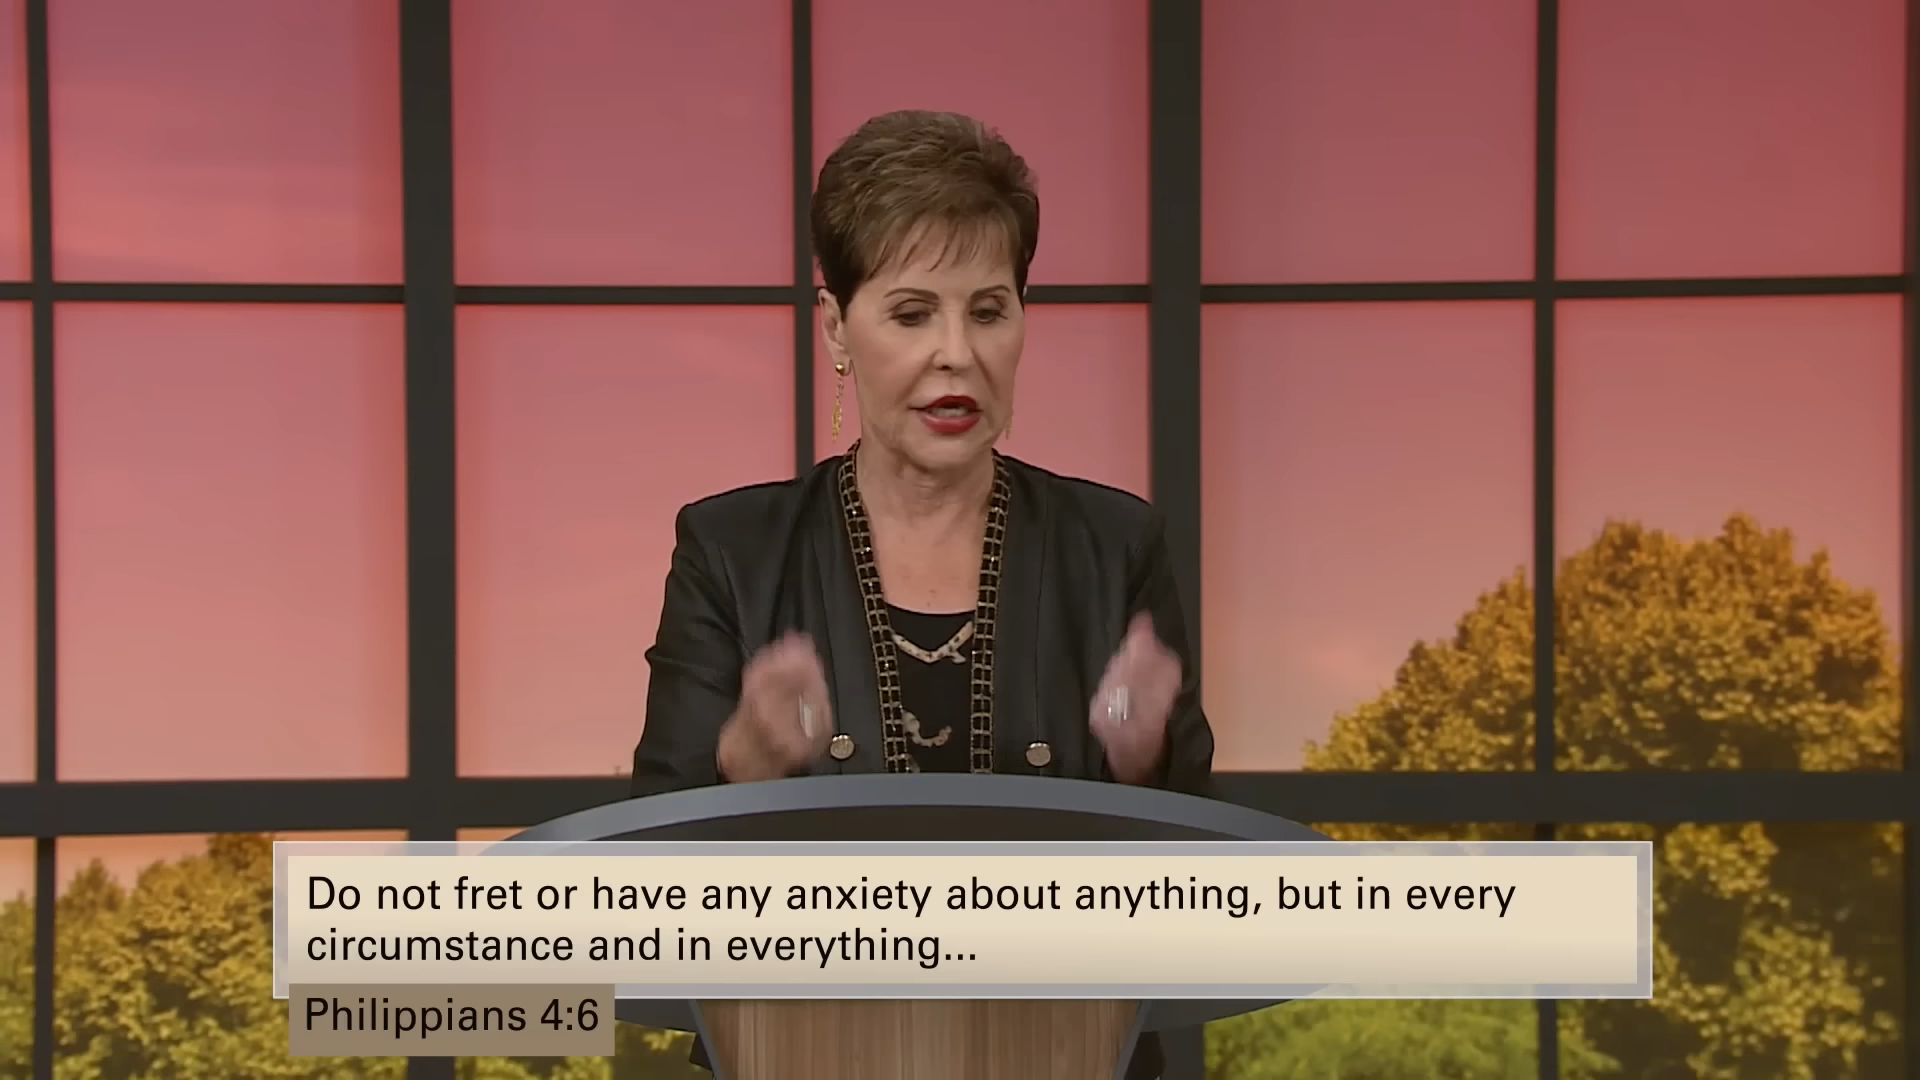 Do not fret or have any anxiety about anything, but in every
circumstance and in everything...
Philippians 4:6